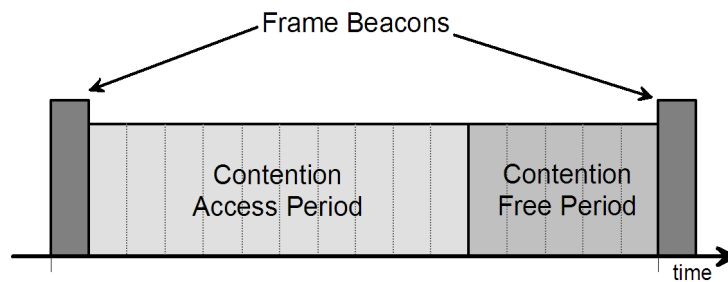 Frame Beacons
Contention
Access Period
Contention
Free Period
time